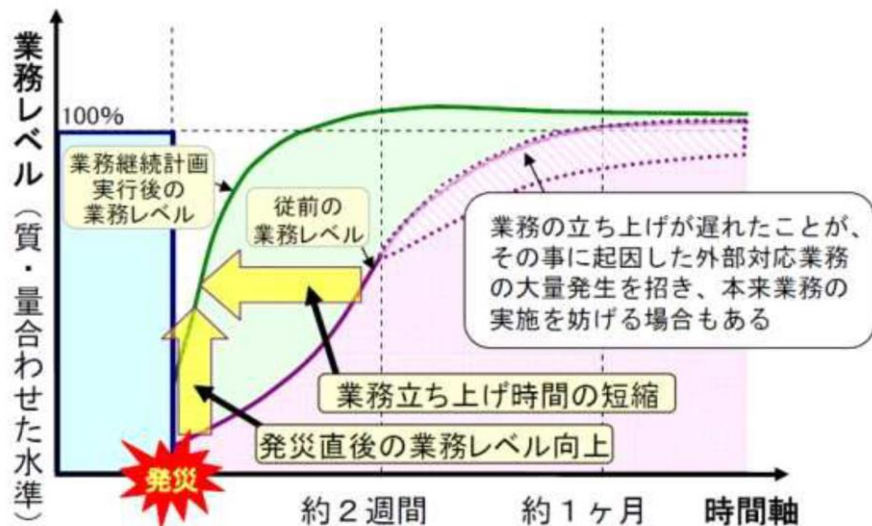 業務レベル（質・量合わせた水準）
100%
業務継続計画
実行後の
業務レベル
従前の
業務レベル
業務の立ち上げが遅れたことが、
その事に起因した外部対応業務
の大量発生を招き、本来業務の
実施を妨げる場合もある
業務立ち上げ時間の短縮
発災直後の業務レベル向上
発災
約２週間
約１ヶ月
時間軸